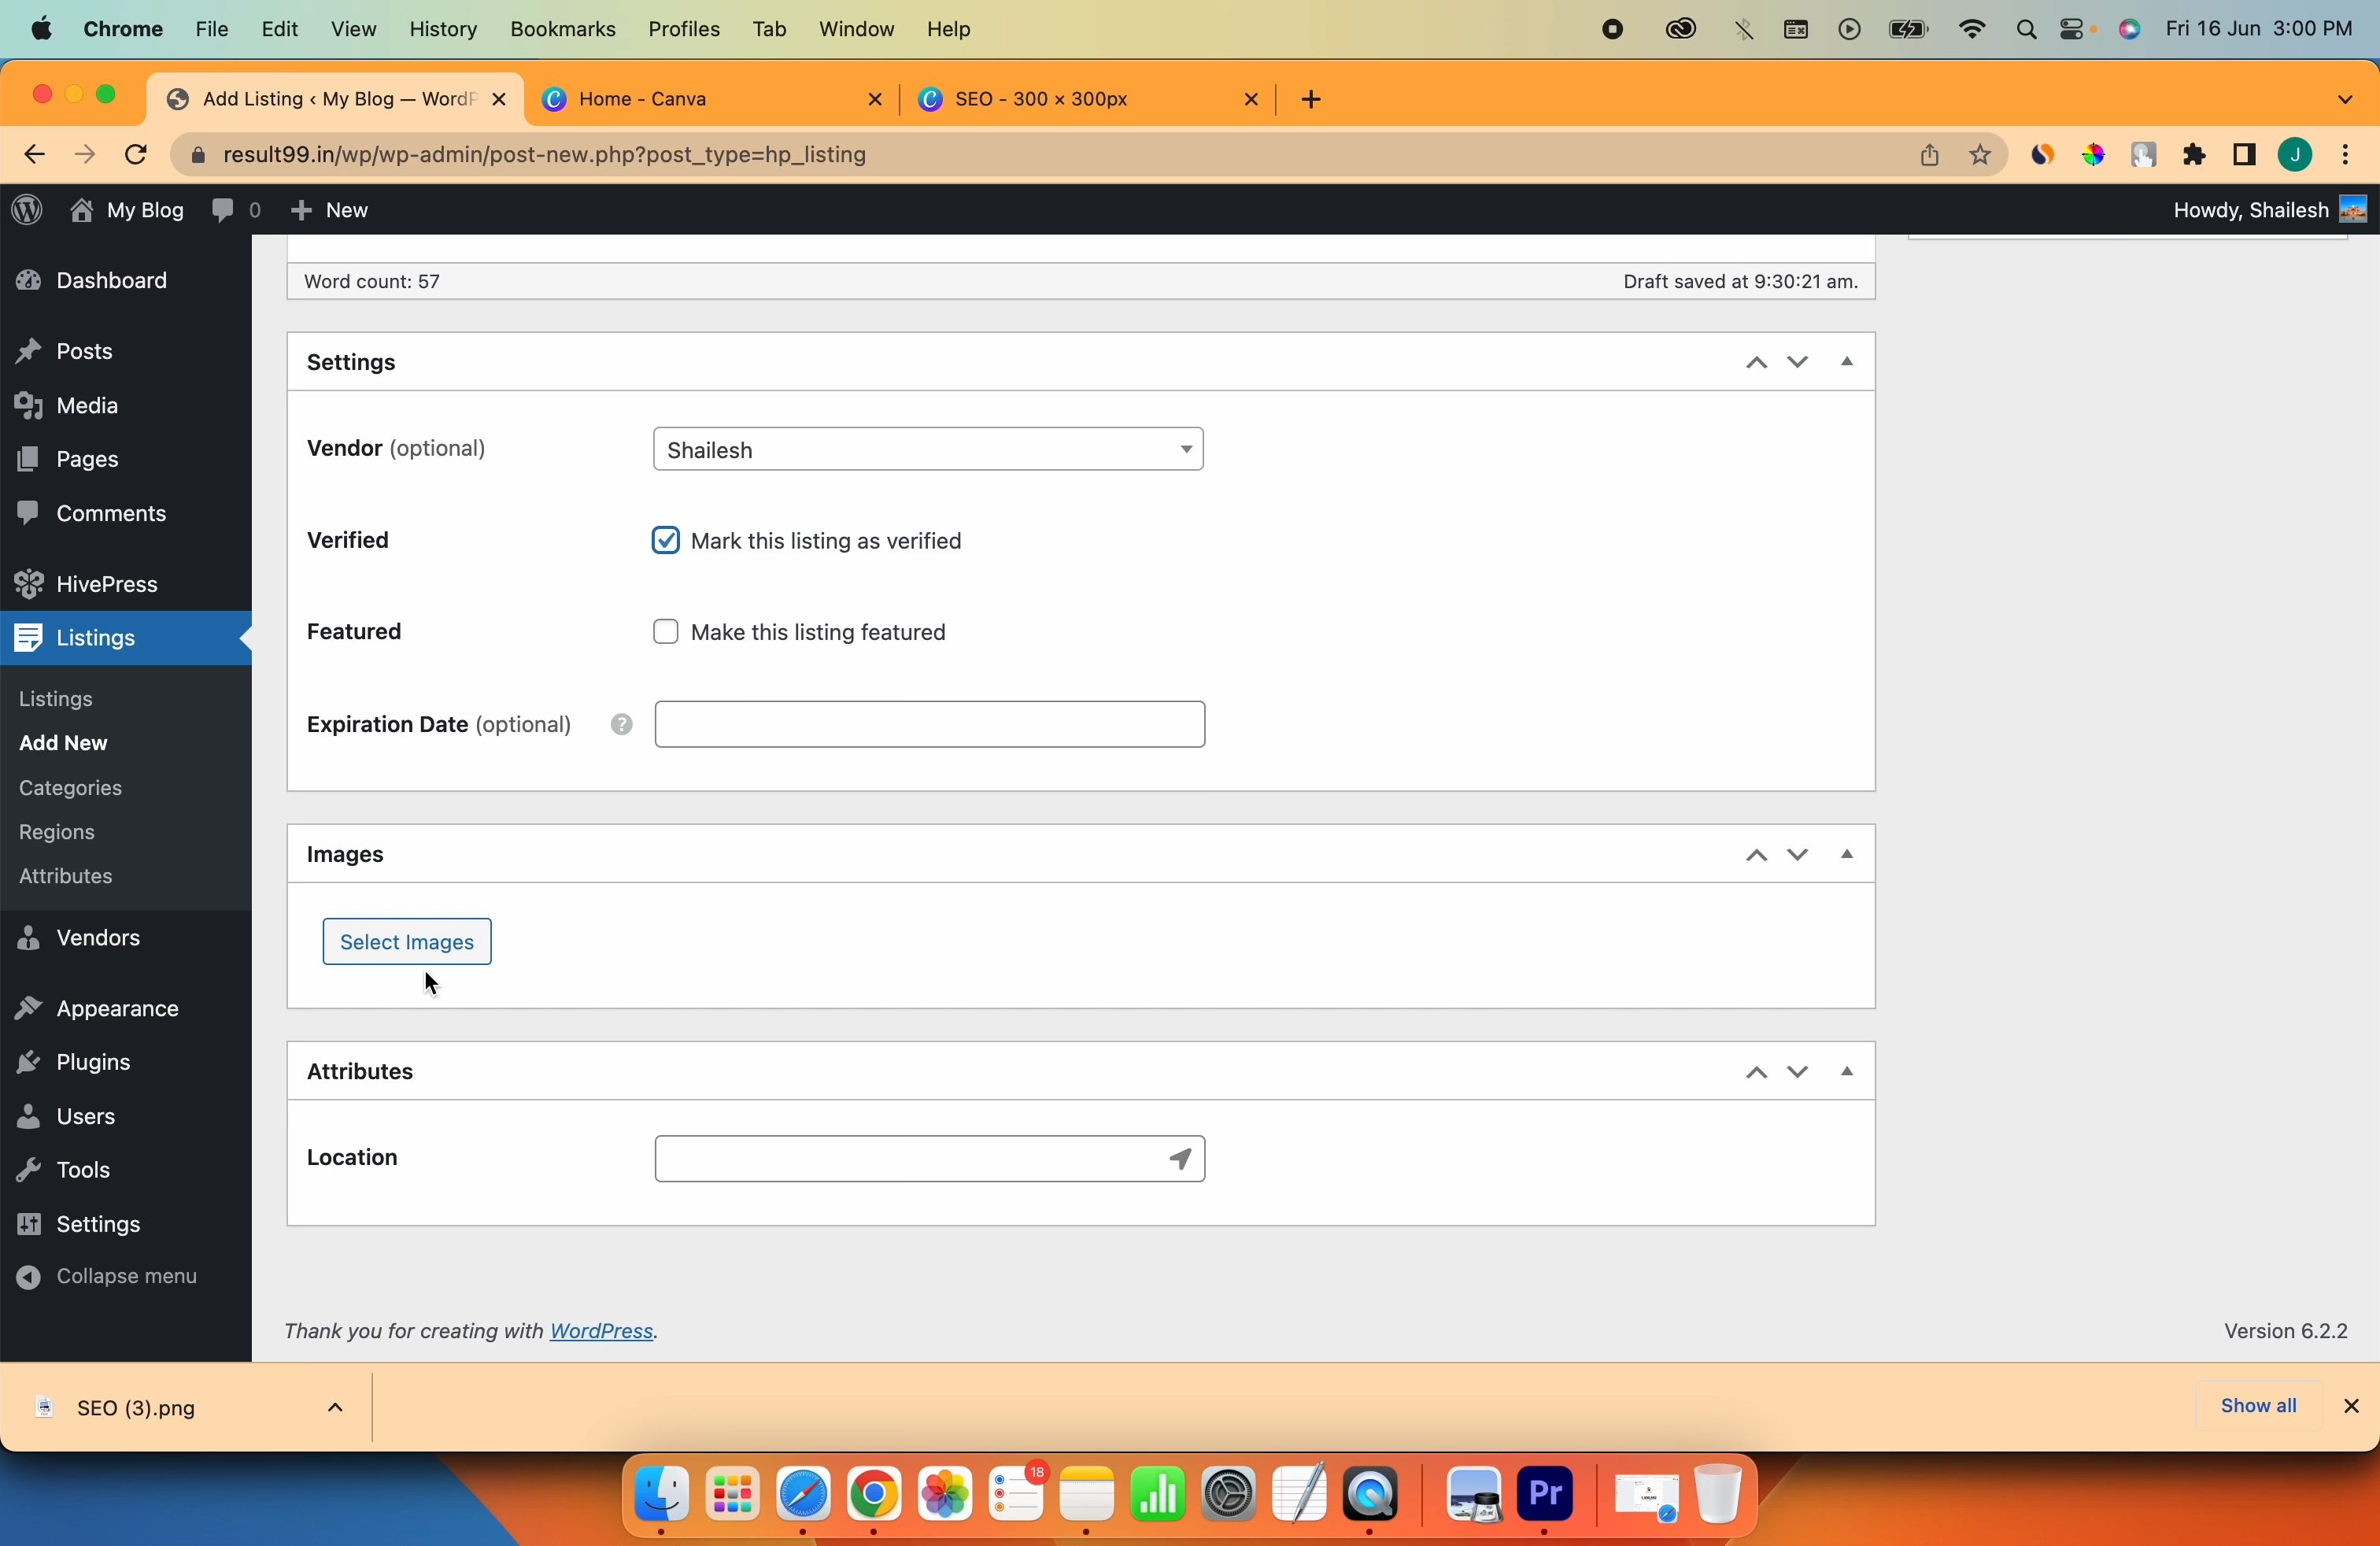 Chrome File Edit View History Bookmarks Profiles Tab Window Help Fri 16 Jun 3:00 PM
Add Listing ‹ My Blog — WordP Home - Canva SEO - 300 × 300px
result99.in/wp/wp-admin/post-new.php?post_type=hp_listing J
My Blog 0 New Howdy, Shailesh
Dashboard
Posts
Media
Pages
Comments
HivePress
Listings
Listings
Add New
Categories
Regions
Attributes
Vendors
Appearance
Plugins
Users
Tools
Settings
Collapse menu
Word count: 57 Draft saved at 9:30:21 am.
Settings
Vendor (optional) Shailesh
Verified Mark this listing as verified
Featured Make this listing featured
Expiration Date (optional) ?
Images
Select Images
Attributes
Location
Thank you for creating with WordPress. Version 6.2.2
SEO (3).png Show all
18
Pr